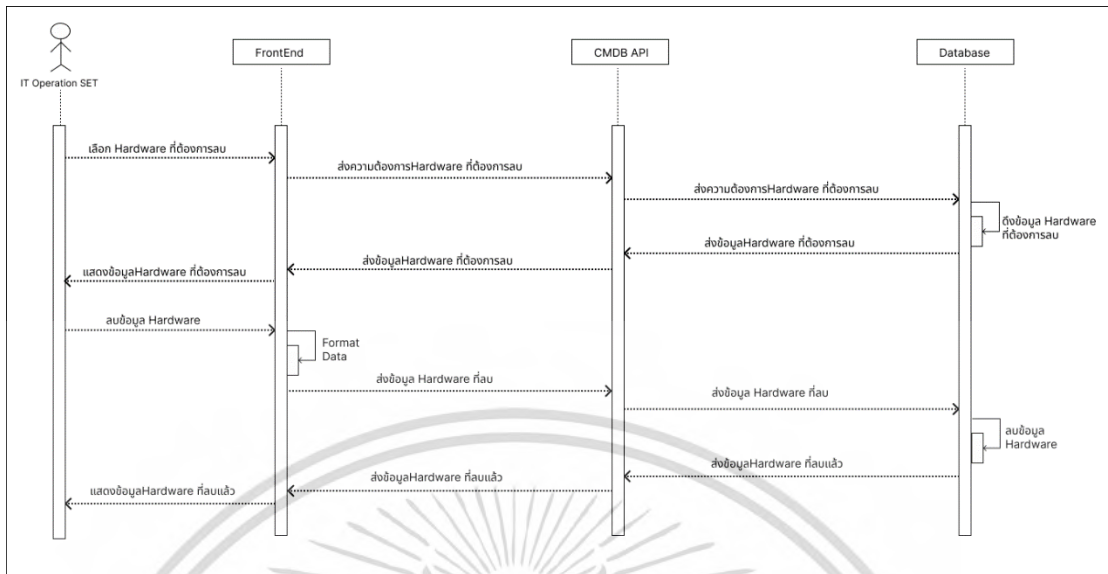 FrontEnd
CMDB API
Database
IT Operation SET
เลือก Hardware ที่ต้องการลบ
ส่งความต้องการHardware ที่ต้องการลบ
ส่งความต้องการHardware ที่ต้องการลบ
ดึงข้อมูล Hardware
ที่ต้องการลบ
ส่งข้อมูลHardware ที่ต้องการลบ
ส่งข้อมูลHardware ที่ต้องการลบ
แสดงข้อมูลHardware ที่ต้องการลบ
ลบข้อมูล Hardware
Format
Data
ส่งข้อมูล Hardware ที่ลบ
ส่งข้อมูล Hardware ที่ลบ
ลบข้อมูล
Hardware
ส่งข้อมูลHardware ที่ลบแล้ว
ส่งข้อมูลHardware ที่ลบแล้ว
แสดงข้อมูลHardware ที่ลบแล้ว